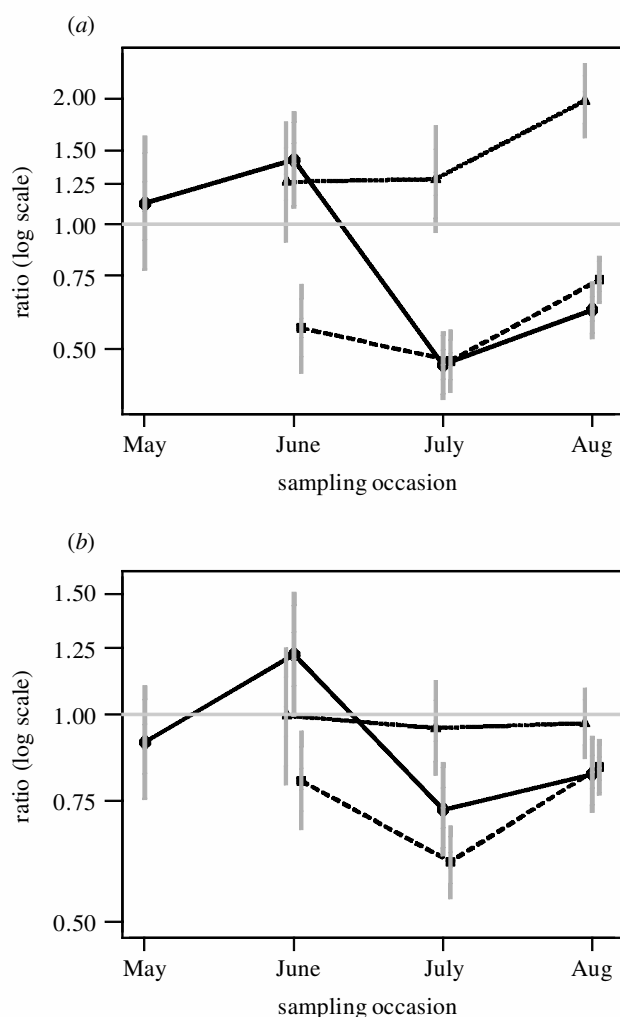 (a)
2.00
1.50
1.25
1.00
0.75
0.50
ratio (log scale)
May June July Aug
sampling occasion
(b)
1.50
1.25
1.00
0.75
0.50
ratio (log scale)
May June July Aug
sampling occasion